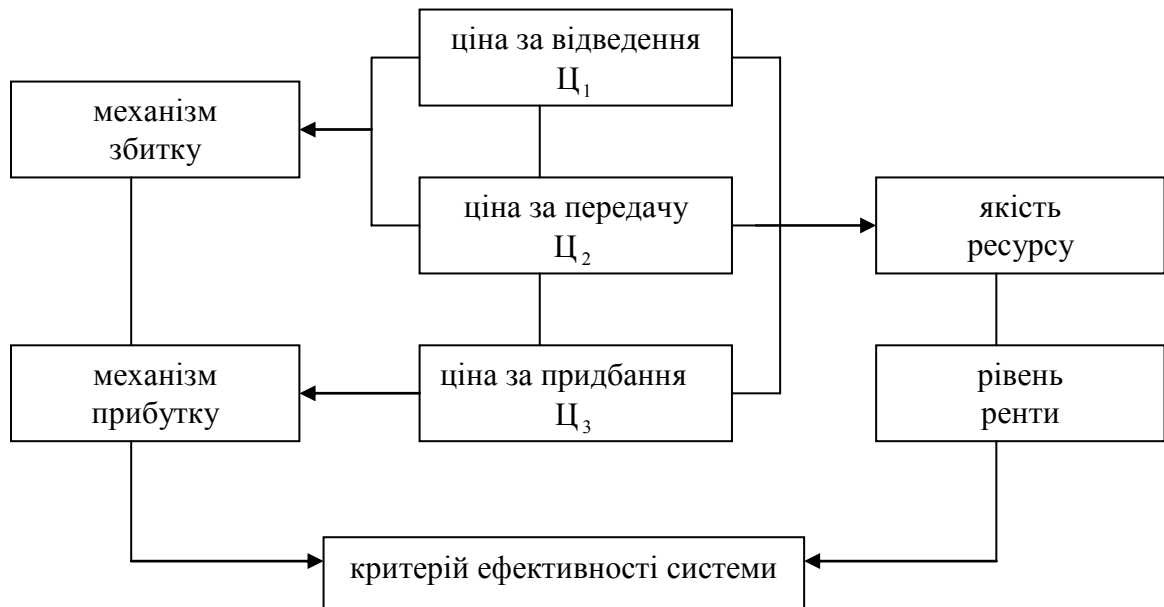 ціна за відведення
Ц₁
механізм
збитку
ціна за передачу
Ц₂
якість
ресурсу
механізм
прибутку
ціна за придбання
Ц₃
рівень
ренти
критерій ефективності системи